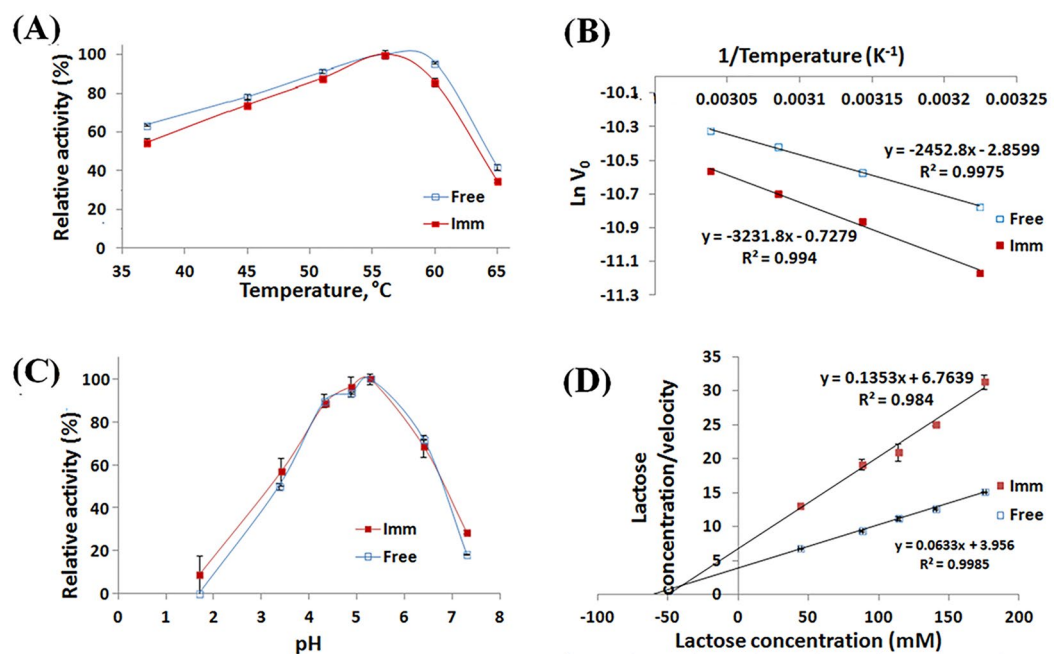 (A)
Relative activity (%)
100
80
60
40
20
0
Free
Imm
35 40 45 50 55 60 65
Temperature, °C
(B)
1/Temperature (K⁻¹)
0.00305 0.0031 0.00315 0.0032 0.00325
Ln V₀
-10.1
-10.3
-10.5
-10.7
-10.9
-11.1
-11.3
y = -2452.8x - 2.8599
R² = 0.9975
Free
Imm
y = -3231.8x - 0.7279
R² = 0.994
(C)
Relative activity (%)
100
80
60
40
20
0
Imm
Free
0 1 2 3 4 5 6 7 8
pH
(D)
Lactose
concentration/velocity
35
30
25
20
15
10
5
0
y = 0.1353x + 6.7639
R² = 0.984
Imm
Free
y = 0.0633x + 3.956
R² = 0.9985
-100 -50 0 50 100 150 200
Lactose concentration (mM)